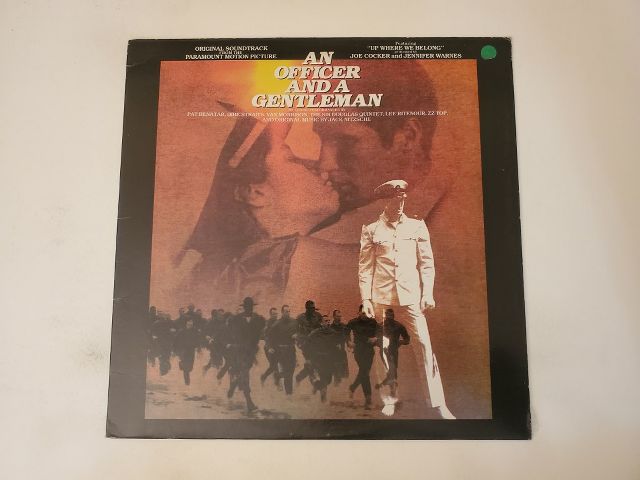 ORIGINAL SOUNDTRACK
FROM THE
PARAMOUNT MOTION PICTURE
AN
OFFICER
AND A
GENTLEMAN
Featuring
"UP WHERE WE BELONG"
JOE COCKER and JENNIFER WARNES
PAT BENATAR, DIRE STRAITS, VAN MORRISON, THE SIR DOUGLAS QUINTET, LEE RITENOUR, ZZ TOP,
AND ORIGINAL MUSIC BY JACK NITZSCHE